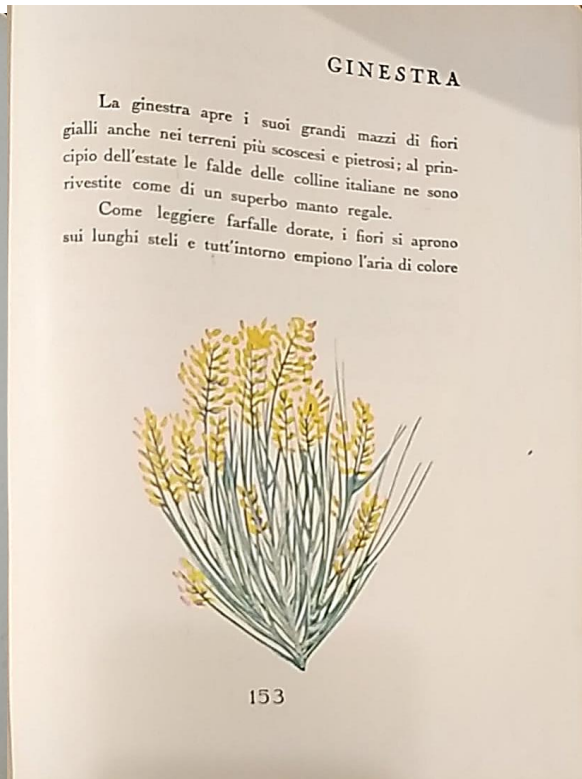 GINESTRA
La ginestra apre i suoi grandi mazzi di fiori
gialli anche nei terreni più scoscesi e pietrosi; al prin-
cipio dell'estate le falde delle colline italiane ne sono
rivestite come di un superbo manto regale.
Come leggiere farfalle dorate, i fiori si aprono
sui lunghi steli e tutt'intorno empiono l'aria di colore
153